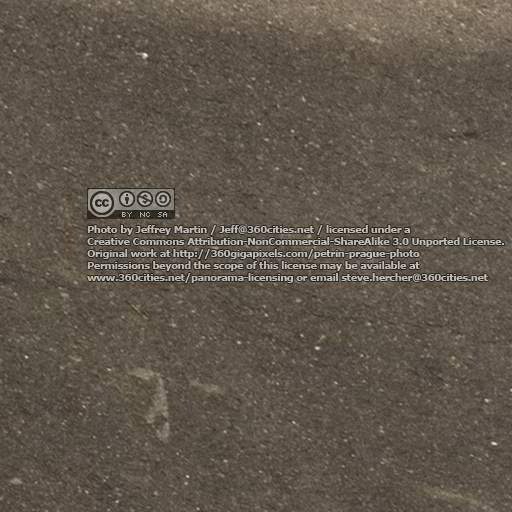 cc
BY NC SA
Photo by Jeffrey Martin / Jeff@360cities.net / licensed under a
Creative Commons Attribution-NonCommercial-ShareAlike 3.0 Unported License.
Original work at http://360gigapixels.com/petrin-prague-photo
Permissions beyond the scope of this license may be available at
www.360cities.net/panorama-licensing or email steve.hercher@360cities.net